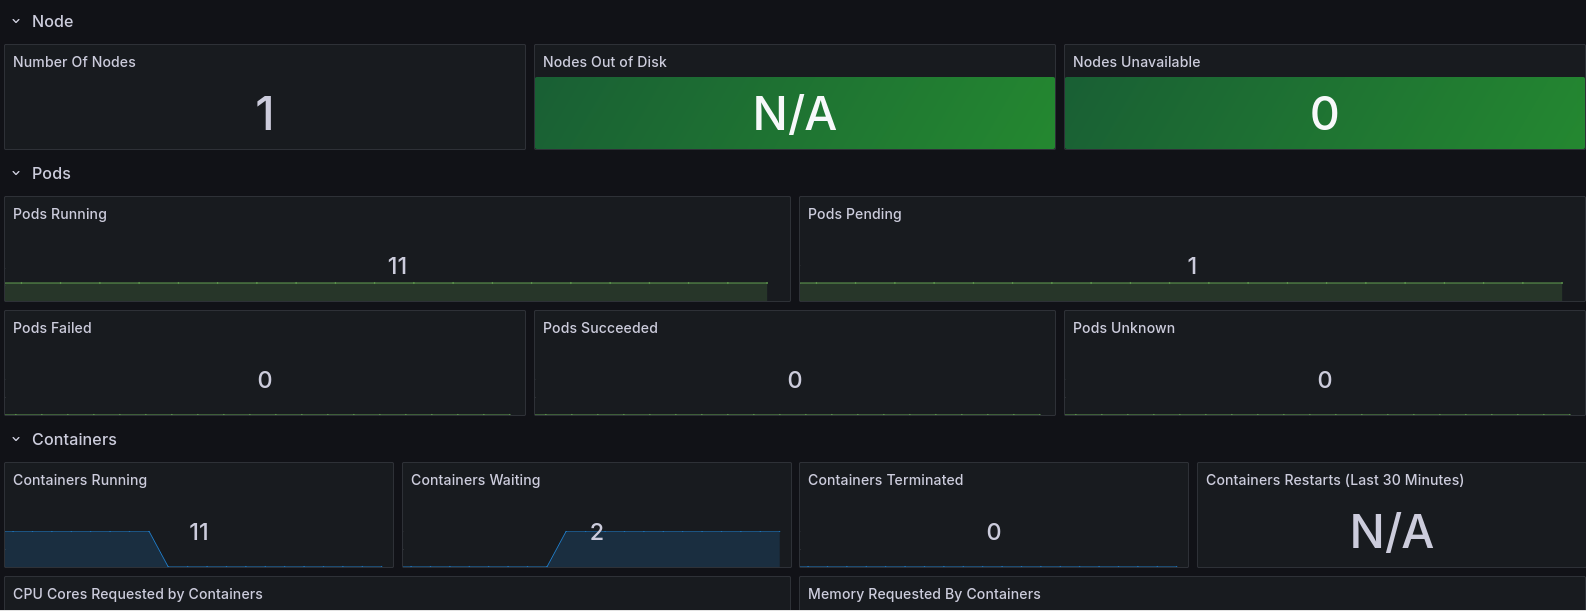 Node
Number Of Nodes
1
Nodes Out of Disk
N/A
Nodes Unavailable
0
Pods
Pods Running
11
Pods Pending
1
Pods Failed
0
Pods Succeeded
0
Pods Unknown
0
Containers
Containers Running
11
Containers Waiting
2
Containers Terminated
0
Containers Restarts (Last 30 Minutes)
N/A
CPU Cores Requested by Containers
Memory Requested By Containers